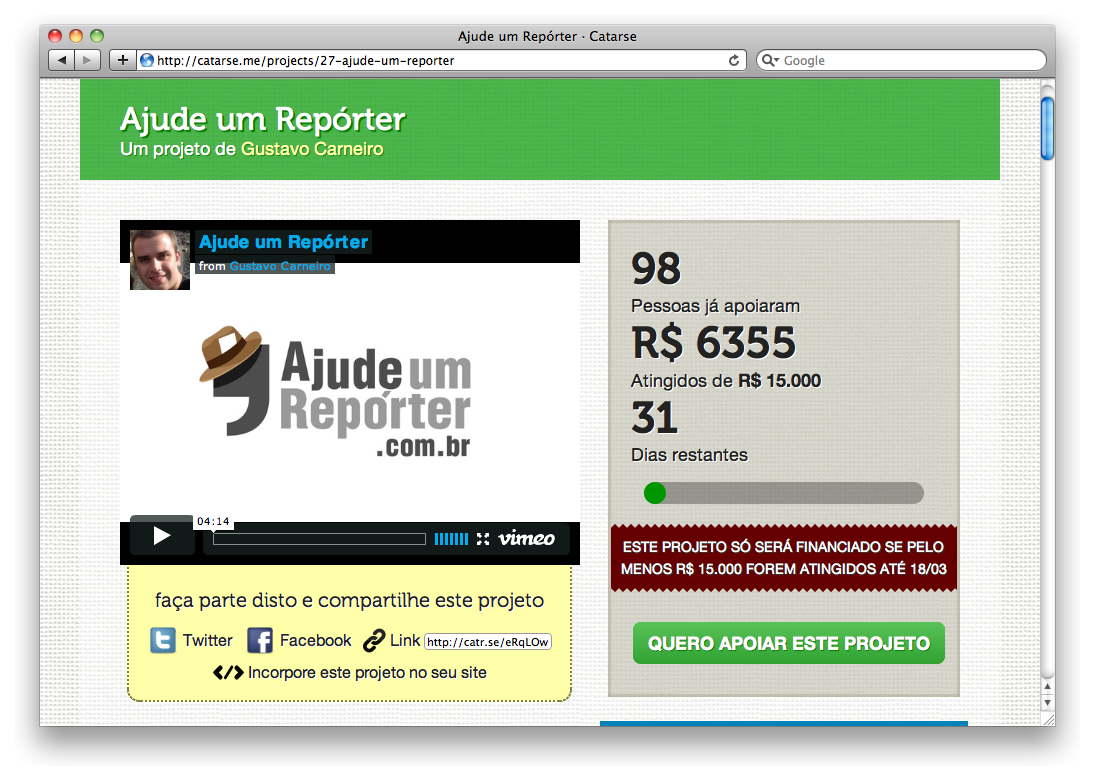 Ajude um Repórter · Catarse
http://catarse.me/projects/27-ajude-um-reporter
Google
Ajude um Repórter
Um projeto de Gustavo Carneiro
Ajude um Repórter
from Gustavo Carneiro
Ajude um
Repórter
.com.br
04:14
vimeo
faça parte disto e compartilhe este projeto
Twitter Facebook Link http://catr.se/eRqLOw
Incorpore este projeto no seu site
98
Pessoas já apoiaram
R$ 6355
Atingidos de R$ 15.000
31
Dias restantes
ESTE PROJETO SÓ SERÁ FINANCIADO SE PELO
MENOS R$ 15.000 FOREM ATINGIDOS ATÉ 18/03
QUERO APOIAR ESTE PROJETO